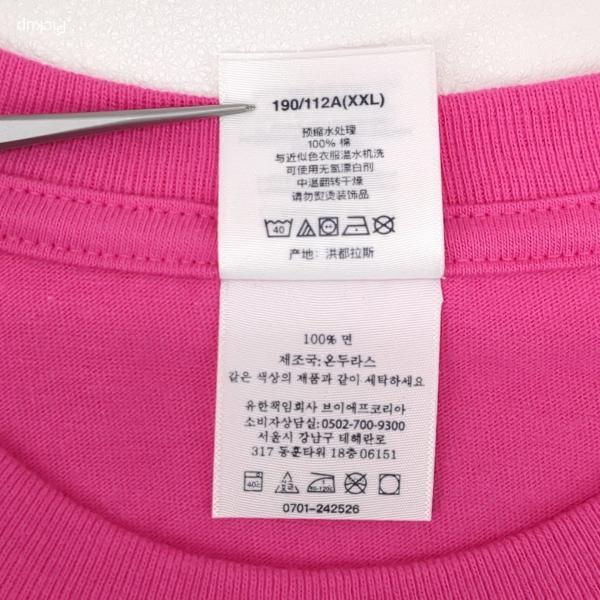 Pickmup
190/112A(XXL)
预缩水处理
100% 棉
与近似色衣服温水机洗
可使用无氯漂白剂
中温翻转干燥
请勿熨烫装饰品
40
产地: 洪都拉斯
100% 면
제조국:온두라스
같은 색상의 제품과 같이 세탁하세요
유한책임회사 브이에프코리아
소비자상담실:0502-700-9300
서울시 강남구 테헤란로
317 동훈타워 18층 06151
40℃
0701-242526